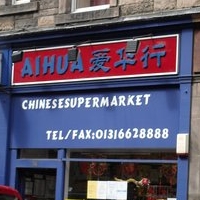 AIHUA 爱华行
CHINESESUPERMARKET
TEL/FAX:01316628888